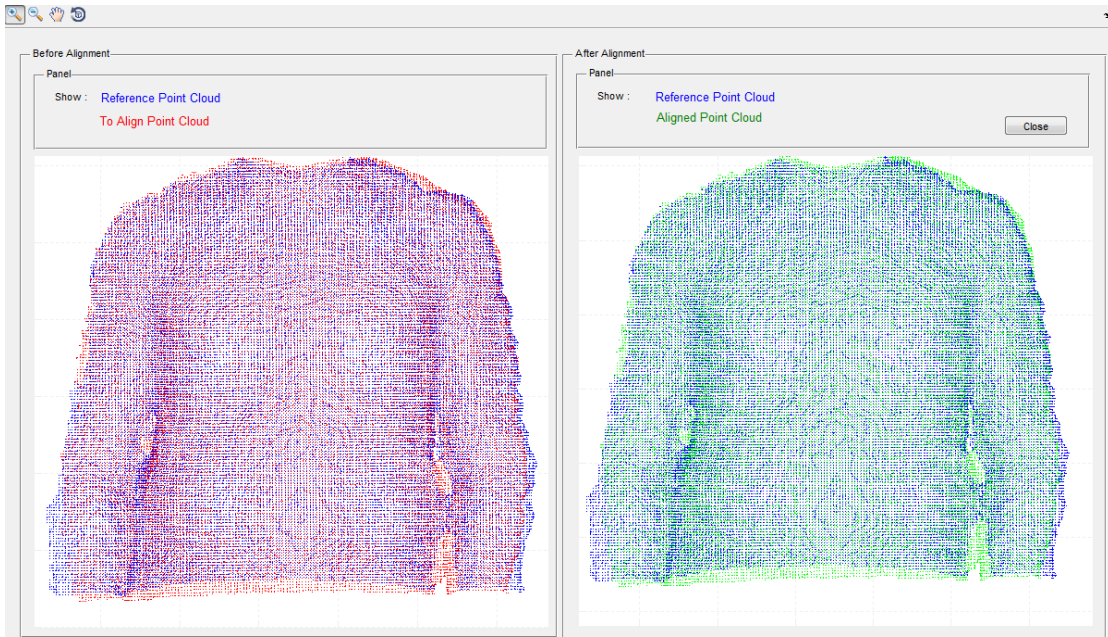 Before Alignment
Panel
Show : Reference Point Cloud
To Align Point Cloud
After Alignment
Panel
Show : Reference Point Cloud
Aligned Point Cloud
Close